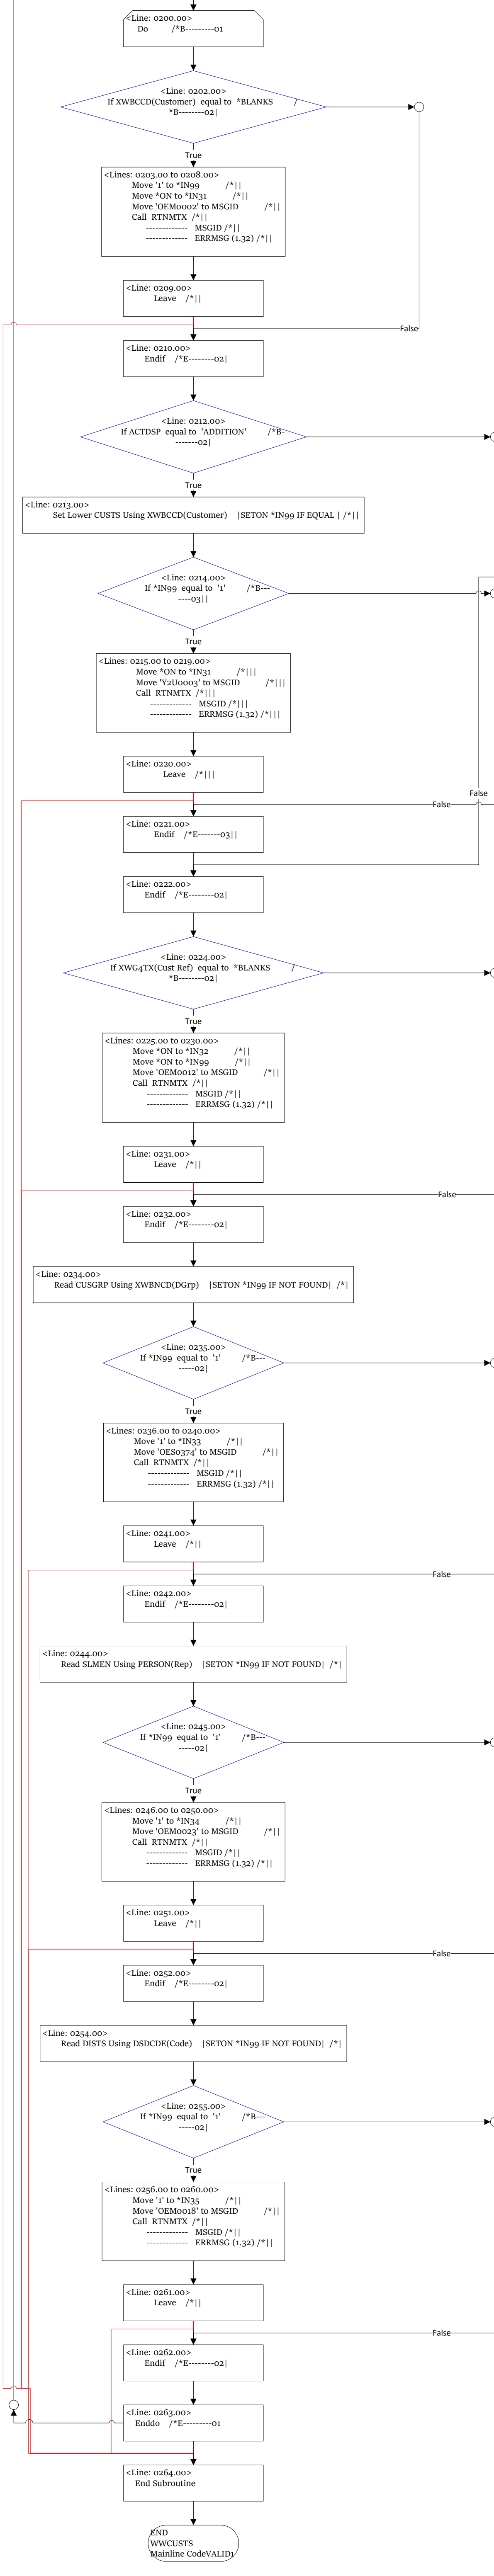 <Line: 0200.00>
Do /*B---------01
<Line: 0202.00>
If XWBCCD(Customer) equal to *BLANKS /
*B--------02|
True
<Lines: 0203.00 to 0208.00>
Move '1' to *IN99 /*||
Move *ON to *IN31 /*||
Move 'OEM0002' to MSGID /*||
Call RTNMTX /*||
------------- MSGID /*||
------------- ERRMSG (1.32) /*||
<Line: 0209.00>
Leave /*||
False
<Line: 0210.00>
Endif /*E--------02|
<Line: 0212.00>
If ACTDSP equal to 'ADDITION' /*B-
-------02|
True
<Line: 0213.00>
Set Lower CUSTS Using XWBCCD(Customer) |SETON *IN99 IF EQUAL | /*||
<Line: 0214.00>
If *IN99 equal to '1' /*B---
----03||
True
<Lines: 0215.00 to 0219.00>
Move *ON to *IN31 /*|||
Move 'Y2U0003' to MSGID /*|||
Call RTNMTX /*|||
------------- MSGID /*|||
------------- ERRMSG (1.32) /*|||
<Line: 0220.00>
Leave /*|||
False
False
<Line: 0221.00>
Endif /*E-------03||
<Line: 0222.00>
Endif /*E--------02|
<Line: 0224.00>
If XWG4TX(Cust Ref) equal to *BLANKS /
*B--------02|
True
<Lines: 0225.00 to 0230.00>
Move *ON to *IN32 /*||
Move *ON to *IN99 /*||
Move 'OEM0012' to MSGID /*||
Call RTNMTX /*||
------------- MSGID /*||
------------- ERRMSG (1.32) /*||
<Line: 0231.00>
Leave /*||
False
<Line: 0232.00>
Endif /*E--------02|
<Line: 0234.00>
Read CUSGRP Using XWBNCD(DGrp) |SETON *IN99 IF NOT FOUND| /*|
<Line: 0235.00>
If *IN99 equal to '1' /*B---
-----02|
True
<Lines: 0236.00 to 0240.00>
Move '1' to *IN33 /*||
Move 'OES0374' to MSGID /*||
Call RTNMTX /*||
------------- MSGID /*||
------------- ERRMSG (1.32) /*||
<Line: 0241.00>
Leave /*||
False
<Line: 0242.00>
Endif /*E--------02|
<Line: 0244.00>
Read SLMEN Using PERSON(Rep) |SETON *IN99 IF NOT FOUND| /*|
<Line: 0245.00>
If *IN99 equal to '1' /*B---
-----02|
True
<Lines: 0246.00 to 0250.00>
Move '1' to *IN34 /*||
Move 'OEM0023' to MSGID /*||
Call RTNMTX /*||
------------- MSGID /*||
------------- ERRMSG (1.32) /*||
<Line: 0251.00>
Leave /*||
False
<Line: 0252.00>
Endif /*E--------02|
<Line: 0254.00>
Read DISTS Using DSDCDE(Code) |SETON *IN99 IF NOT FOUND| /*|
<Line: 0255.00>
If *IN99 equal to '1' /*B---
-----02|
True
<Lines: 0256.00 to 0260.00>
Move '1' to *IN35 /*||
Move 'OEM0018' to MSGID /*||
Call RTNMTX /*||
------------- MSGID /*||
------------- ERRMSG (1.32) /*||
<Line: 0261.00>
Leave /*||
False
<Line: 0262.00>
Endif /*E--------02|
<Line: 0263.00>
Enddo /*E---------01
<Line: 0264.00>
End Subroutine
END
WWCUSTS
Mainline CodeVALID1